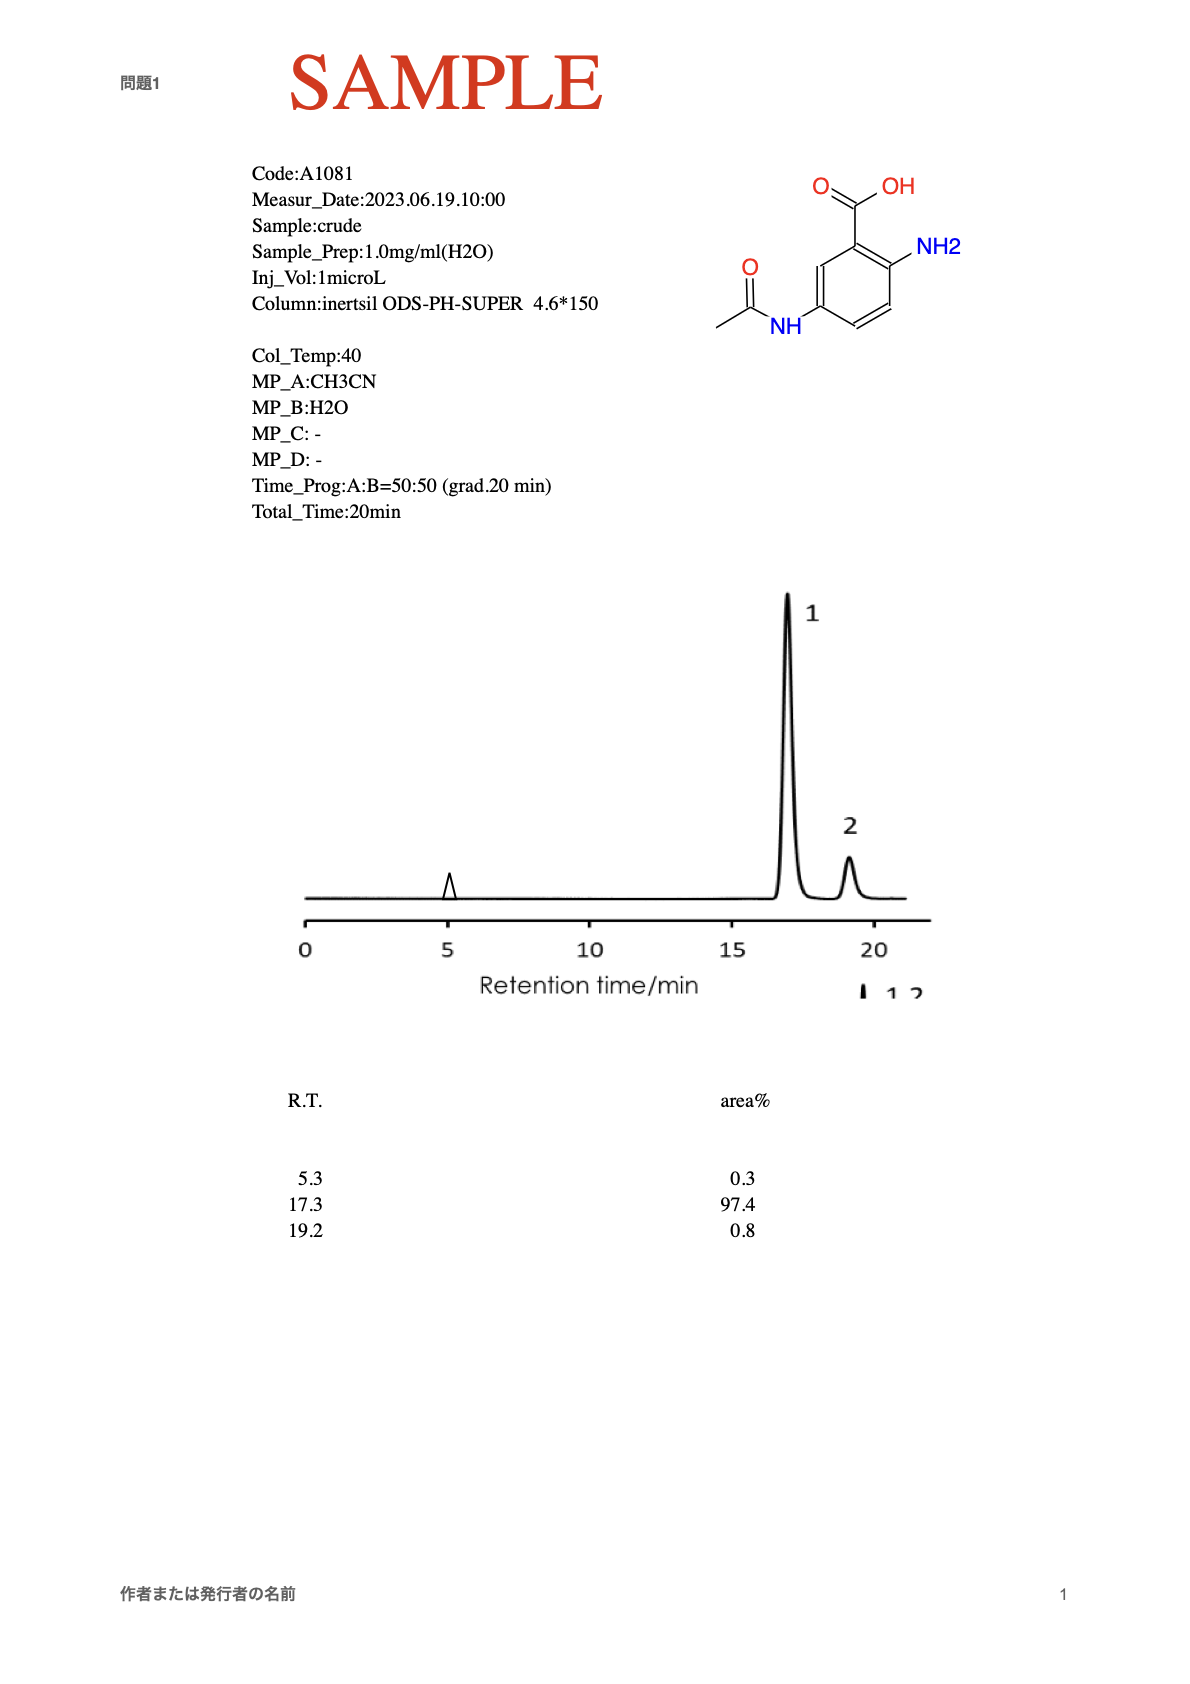 問題1
SAMPLE
Code:A1081
Measur_Date:2023.06.19.10:00
Sample:crude
Sample_Prep:1.0mg/ml(H2O)
Inj_Vol:1microL
Column:inertsil ODS-PH-SUPER  4.6*150
O
OH
NH2
O
NH
Col_Temp:40
MP_A:CH3CN
MP_B:H2O
MP_C: -
MP_D: -
Time_Prog:A:B=50:50 (grad.20 min)
Total_Time:20min
1
2
0 5 10 15 20
Retention time/min
1 2
R.T. area%
5.3 0.3
17.3 97.4
19.2 0.8
作者または発行者の名前 1